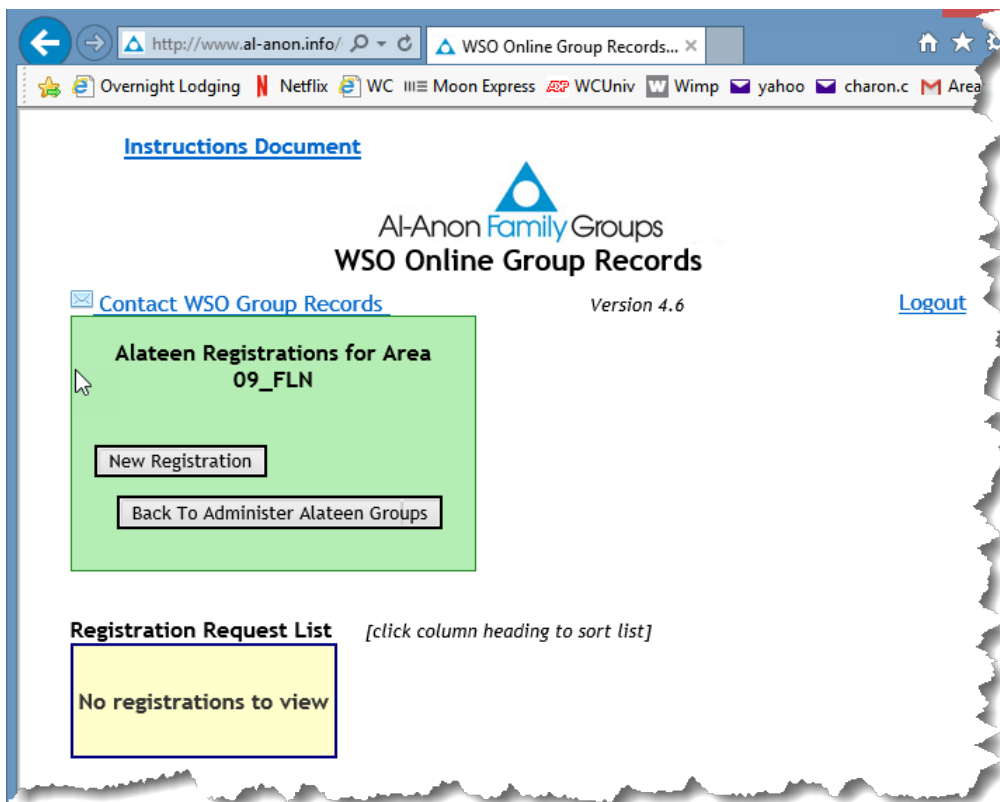 http://www.al-anon.info/ WSO Online Group Records...
Overnight Lodging Netflix WC Moon Express ADP WCUniv W Wimp yahoo charon.c Area
Instructions Document
Al-Anon Family Groups
WSO Online Group Records
Contact WSO Group Records Version 4.6 Logout
Alateen Registrations for Area
09_FLN
New Registration
Back To Administer Alateen Groups
Registration Request List [click column heading to sort list]
No registrations to view